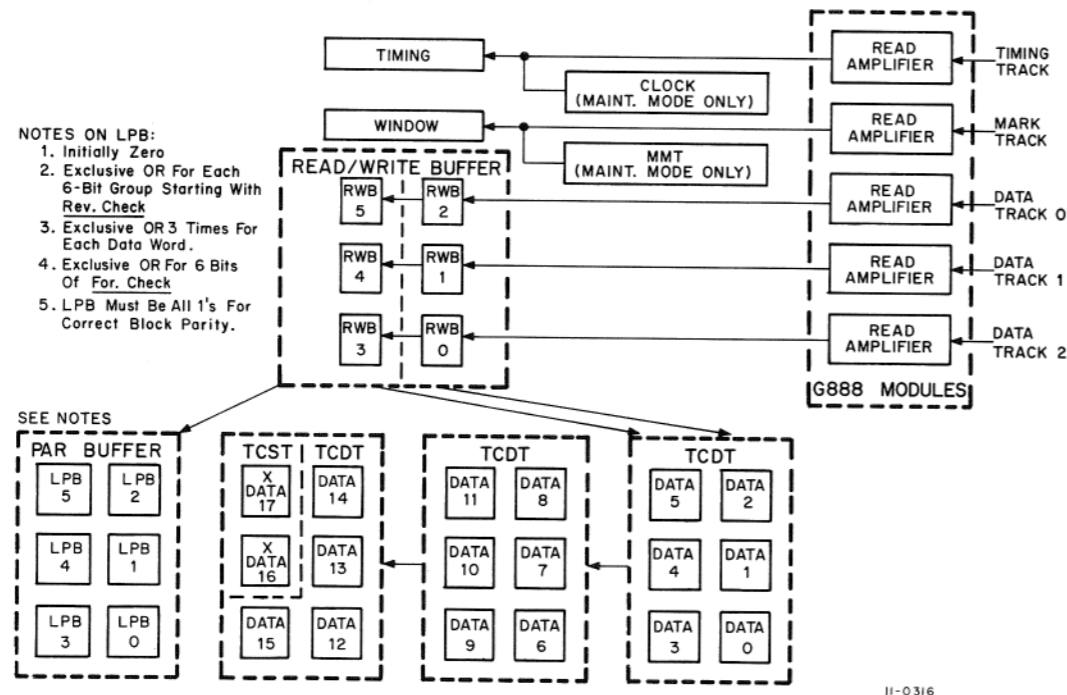 TIMING
CLOCK
(MAINT. MODE ONLY)
READ
AMPLIFIER
TIMING
TRACK
WINDOW
MMT
(MAINT. MODE ONLY)
READ
AMPLIFIER
MARK
TRACK
NOTES ON LPB:
1. Initially Zero
2. Exclusive OR For Each
6-Bit Group Starting With
Rev. Check
3. Exclusive OR 3 Times For
Each Data Word.
4. Exclusive OR For 6 Bits
Of For. Check
5. LPB Must Be All 1's For
Correct Block Parity.
READ/WRITE BUFFER
RWB
5
RWB
2
READ
AMPLIFIER
DATA
TRACK 0
RWB
4
RWB
1
READ
AMPLIFIER
DATA
TRACK 1
RWB
3
RWB
0
READ
AMPLIFIER
DATA
TRACK 2
G888 MODULES
SEE NOTES
PAR BUFFER
LPB
5
LPB
2
LPB
4
LPB
1
LPB
3
LPB
0
TCST
TCDT
X
DATA
17
DATA
14
X
DATA
16
DATA
13
DATA
15
DATA
12
TCDT
DATA
11
DATA
8
DATA
10
DATA
7
DATA
9
DATA
6
TCDT
DATA
5
DATA
2
DATA
4
DATA
1
DATA
3
DATA
0
11-0316